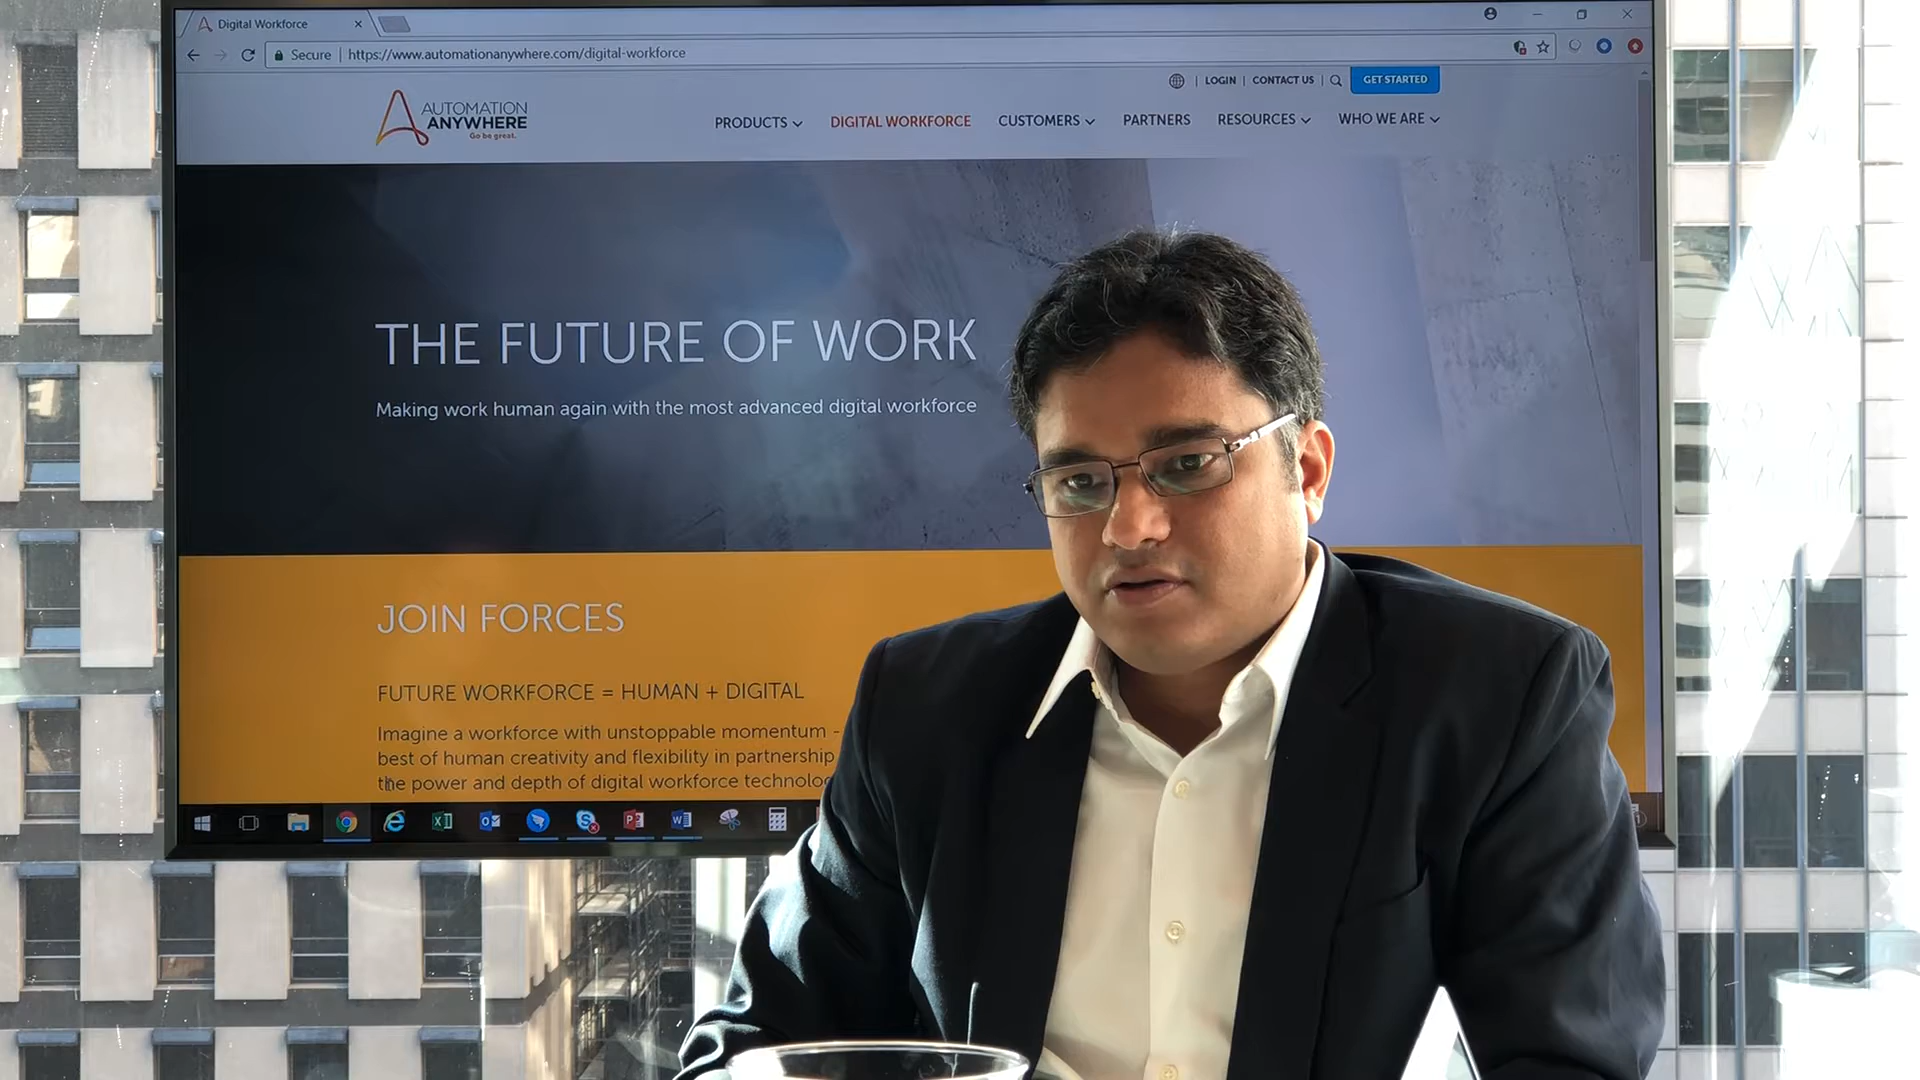 Digital Workforce
Secure | https://www.automationanywhere.com/digital-workforce
LOGIN | CONTACT US | GET STARTED
AUTOMATION
ANYWHERE
Go be great.
PRODUCTS DIGITAL WORKFORCE CUSTOMERS PARTNERS RESOURCES WHO WE ARE
THE FUTURE OF WORK
Making work human again with the most advanced digital workforce
JOIN FORCES
FUTURE WORKFORCE = HUMAN + DIGITAL
Imagine a workforce with unstoppable momentum -
best of human creativity and flexibility in partnership
the power and depth of digital workforce